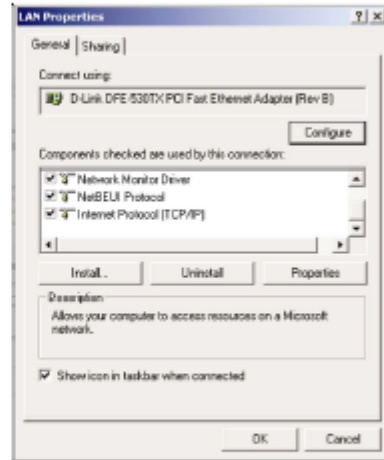 LAN Properties
General
Sharing
Connect using:
D-Link DFE-530TX PCI Fast Ethernet Adapter (Rev B)
Configure
Components checked are used by this connection:
Network Monitor Driver
NetBEUI Protocol
Internet Protocol (TCP/IP)
Install...
Uninstall
Properties
Description
Allows your computer to access resources on a Microsoft
network.
Show icon in taskbar when connected
OK
Cancel